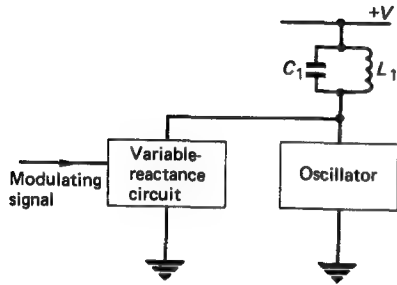 +V
C₁
L₁
Modulating
signal
Variable-
reactance
circuit
Oscillator